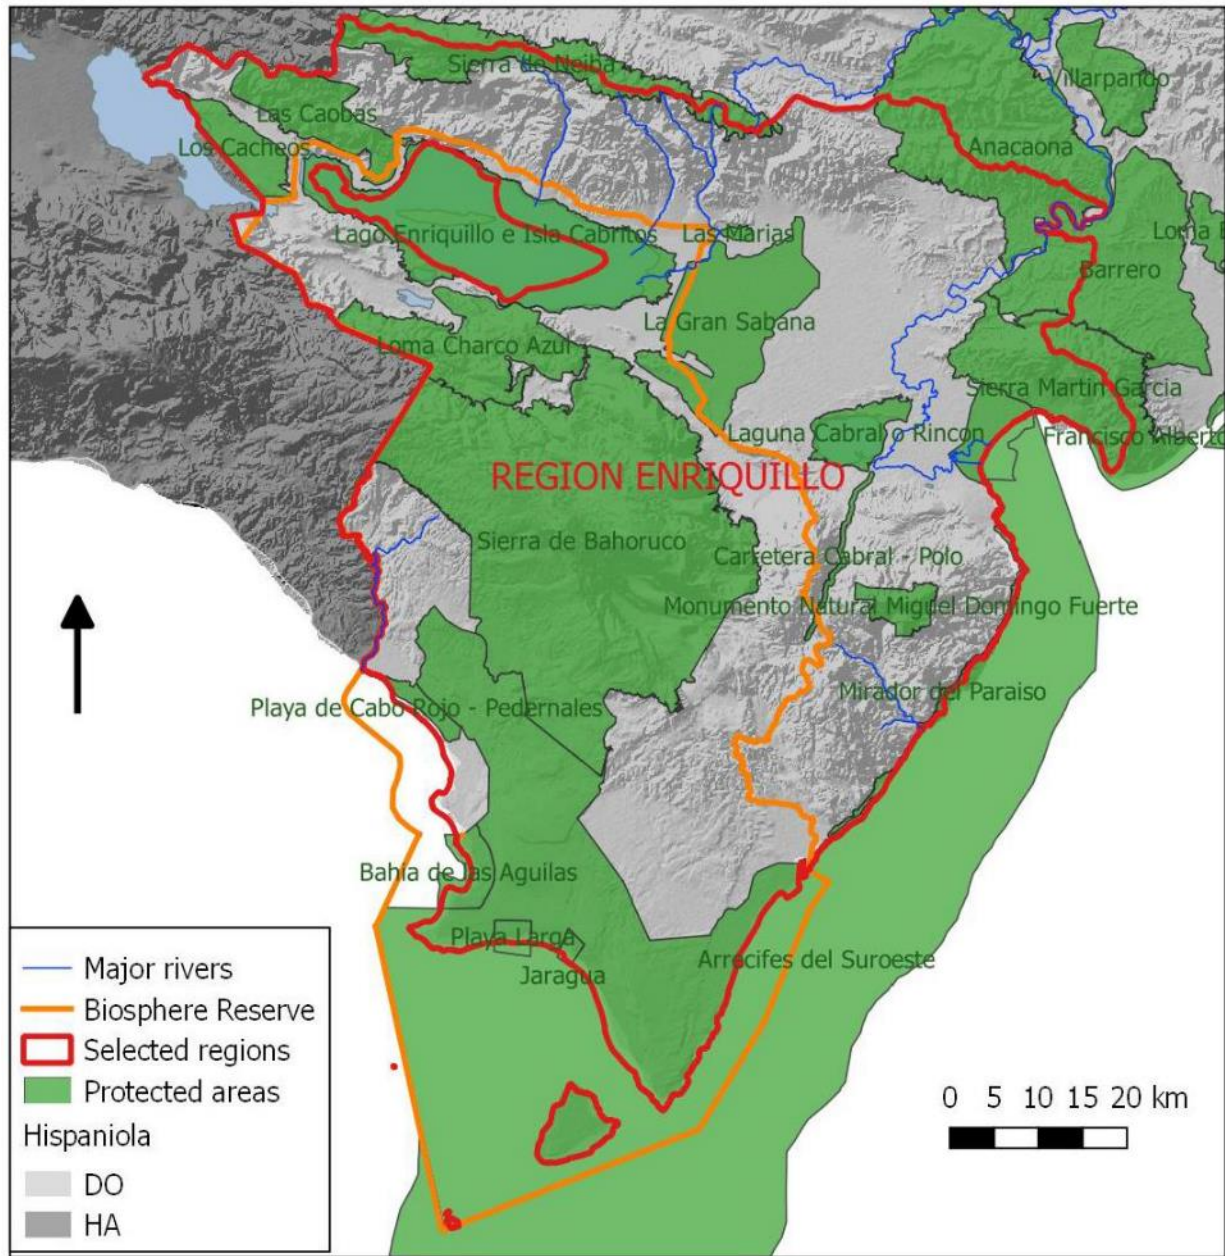 Sierra de Neiba
Villarpando
Las Caobas
Los Cacheos
Anacaona
Lago Enriquillo e Isla Cabritos
Las Marias
Loma
Barrero
La Gran Sabana
Loma Charco Azul
Sierra Martin Garcia
Laguna Cabral o Rincon
Francisco Alberto
REGION ENRIQUILLO
Sierra de Bahoruco
Carretera Cabral - Polo
Monumento Natural Miguel Domingo Fuerte
Mirador del Paraiso
Playa de Cabo Rojo - Pedernales
Bahia de las Aguilas
Playa Larga
Arrecifes del Suroeste
Jaragua
Major rivers
Biosphere Reserve
Selected regions
Protected areas
Hispaniola
DO
HA
0 5 10 15 20 km